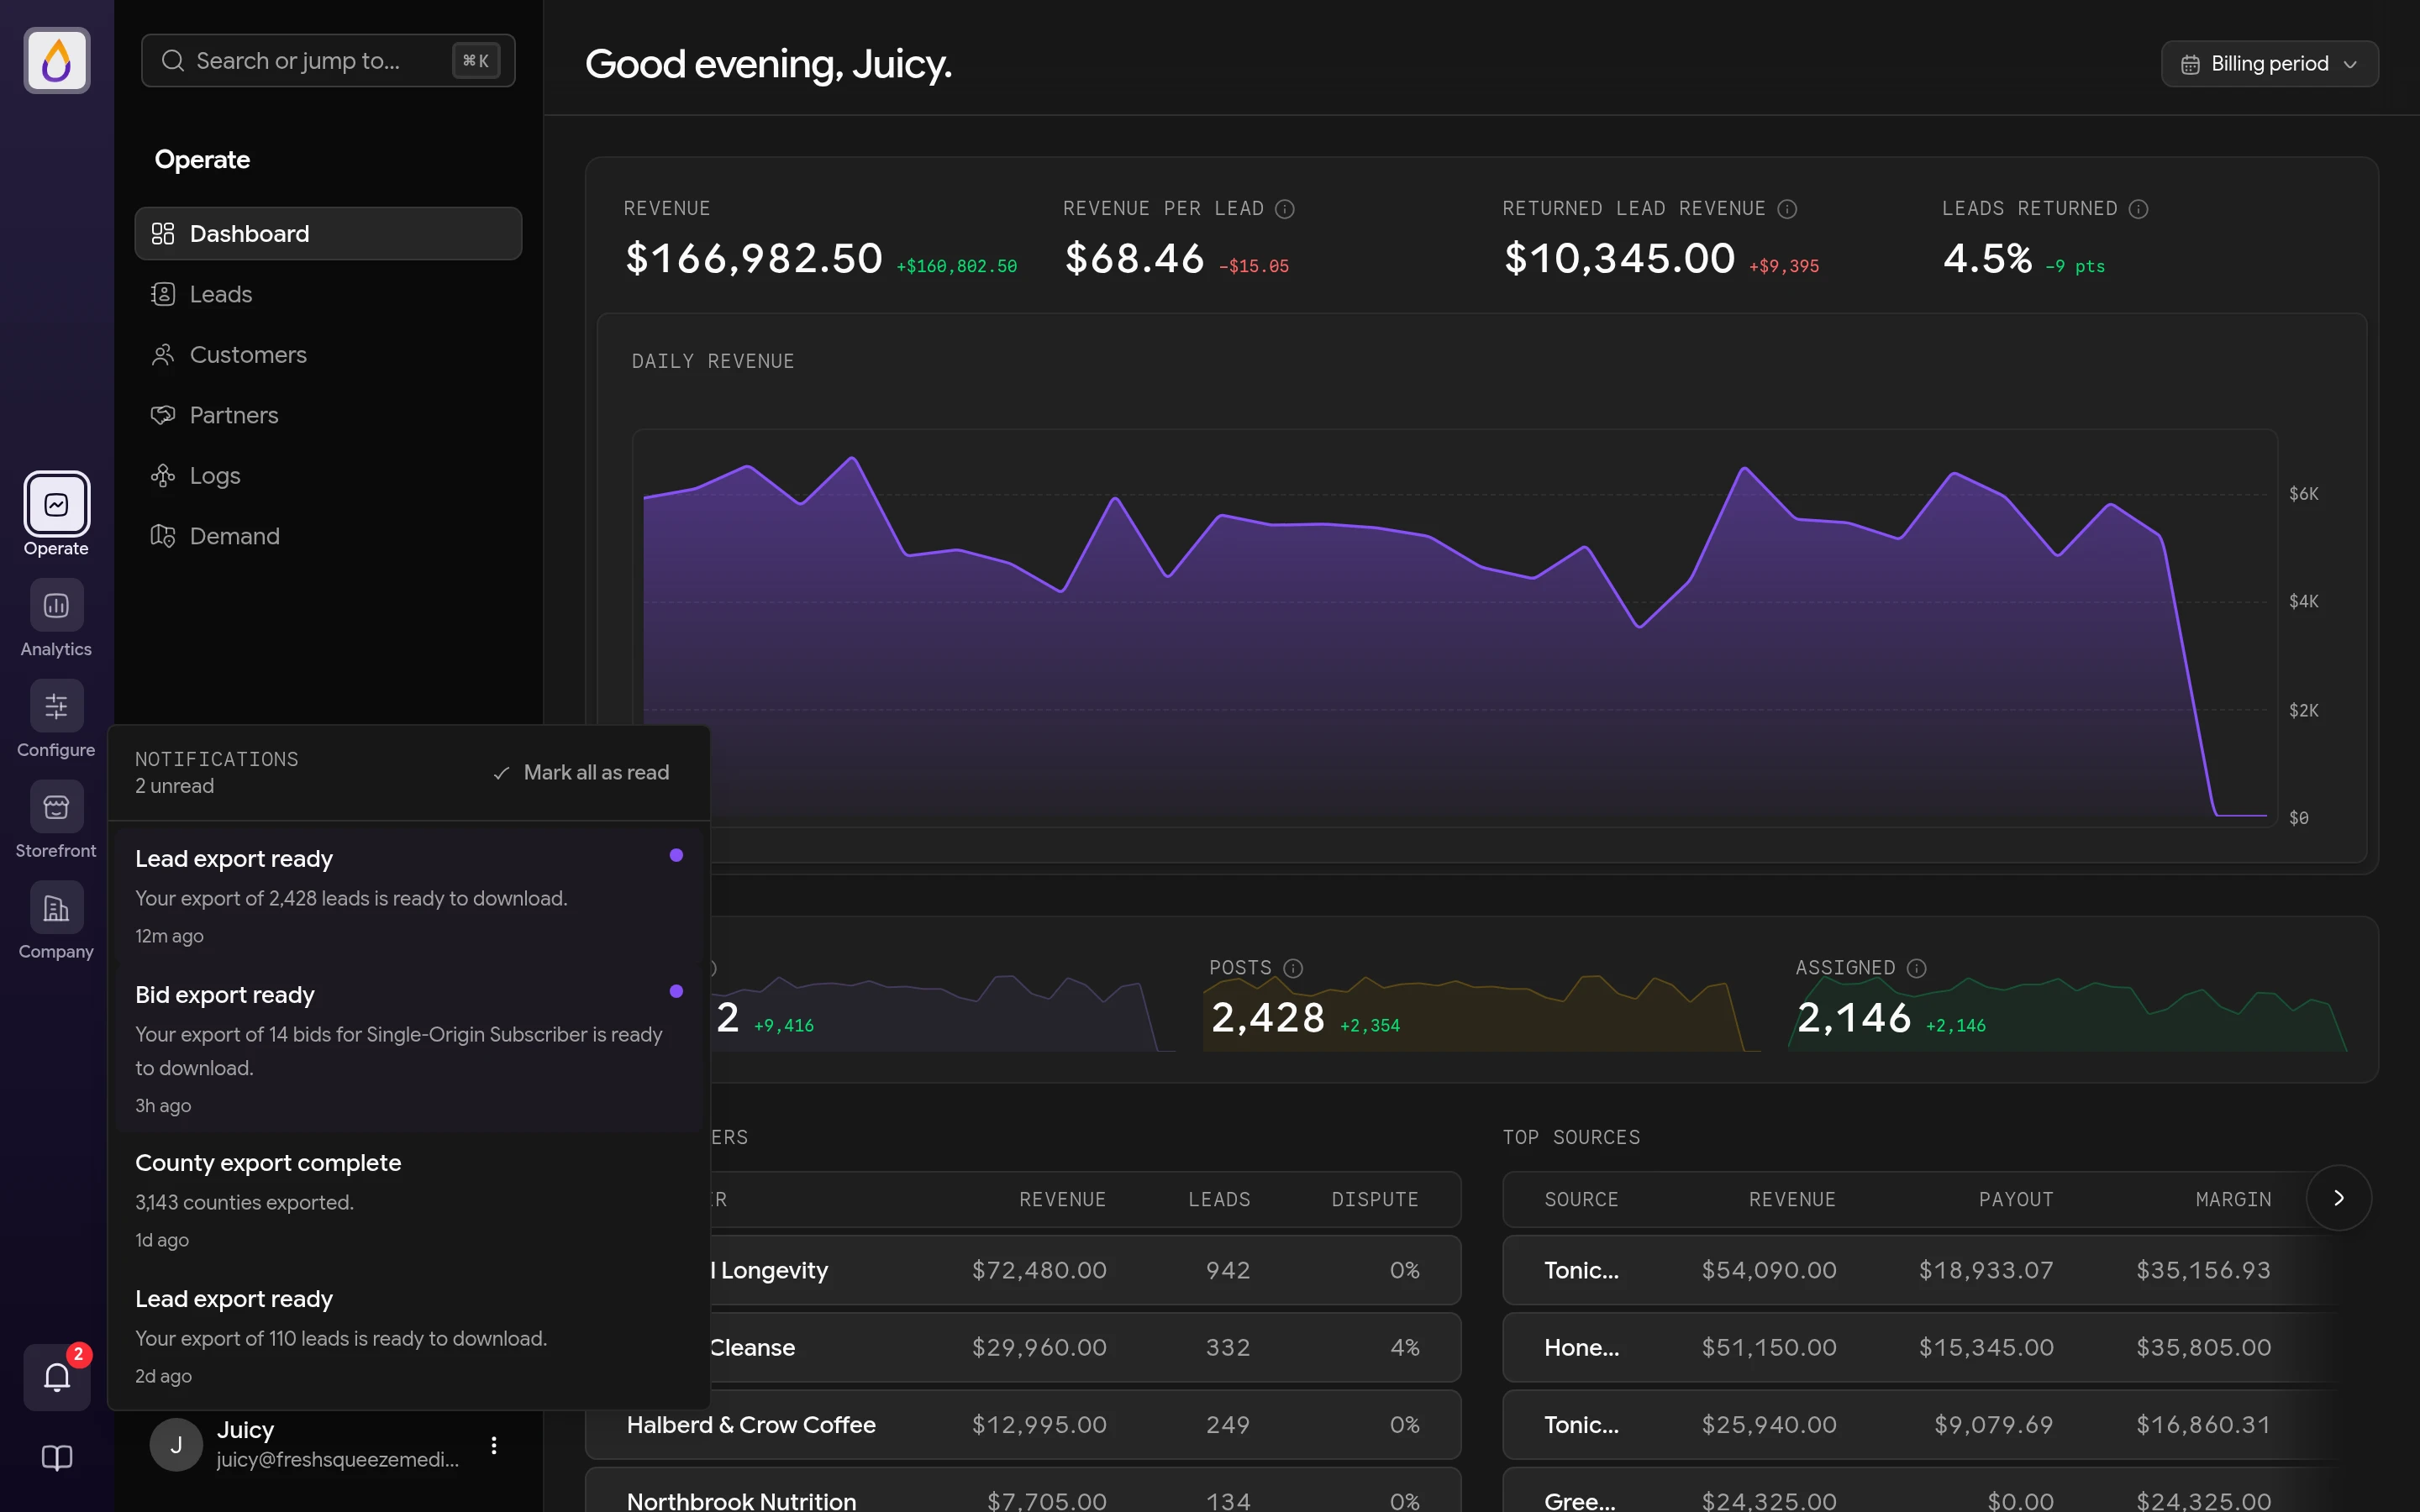 Search or jump to...
⌘ K
Operate
Dashboard
Leads
Customers
Partners
Logs
Demand
Operate
Analytics
Configure
Storefront
Company
2
NOTIFICATIONS
2 unread
Mark all as read
Lead export ready
Your export of 2,428 leads is ready to download.
12m ago
Bid export ready
Your export of 14 bids for Single-Origin Subscriber is ready
to download.
3h ago
County export complete
3,143 counties exported.
1d ago
Lead export ready
Your export of 110 leads is ready to download.
2d ago
J
Juicy
juicy@freshsqueezemedi...
Good evening, Juicy.
Billing period
REVENUE
$166,982.50 +$160,802.50
REVENUE PER LEAD
$68.46 -$15.05
RETURNED LEAD REVENUE
$10,345.00 +$9,395
LEADS RETURNED
4.5% -9 pts
DAILY REVENUE
$6K
$4K
$2K
$0
2 +9,416
POSTS
2,428 +2,354
ASSIGNED
2,146 +2,146
ERS
R REVENUE LEADS DISPUTE
l Longevity $72,480.00 942 0%
Cleanse $29,960.00 332 4%
Halberd & Crow Coffee $12,995.00 249 0%
Northbrook Nutrition $7,705.00 134 0%
TOP SOURCES
SOURCE REVENUE PAYOUT MARGIN
Tonic... $54,090.00 $18,933.07 $35,156.93
Hone... $51,150.00 $15,345.00 $35,805.00
Tonic... $25,940.00 $9,079.69 $16,860.31
Gree... $24,325.00 $0.00 $24,325.00